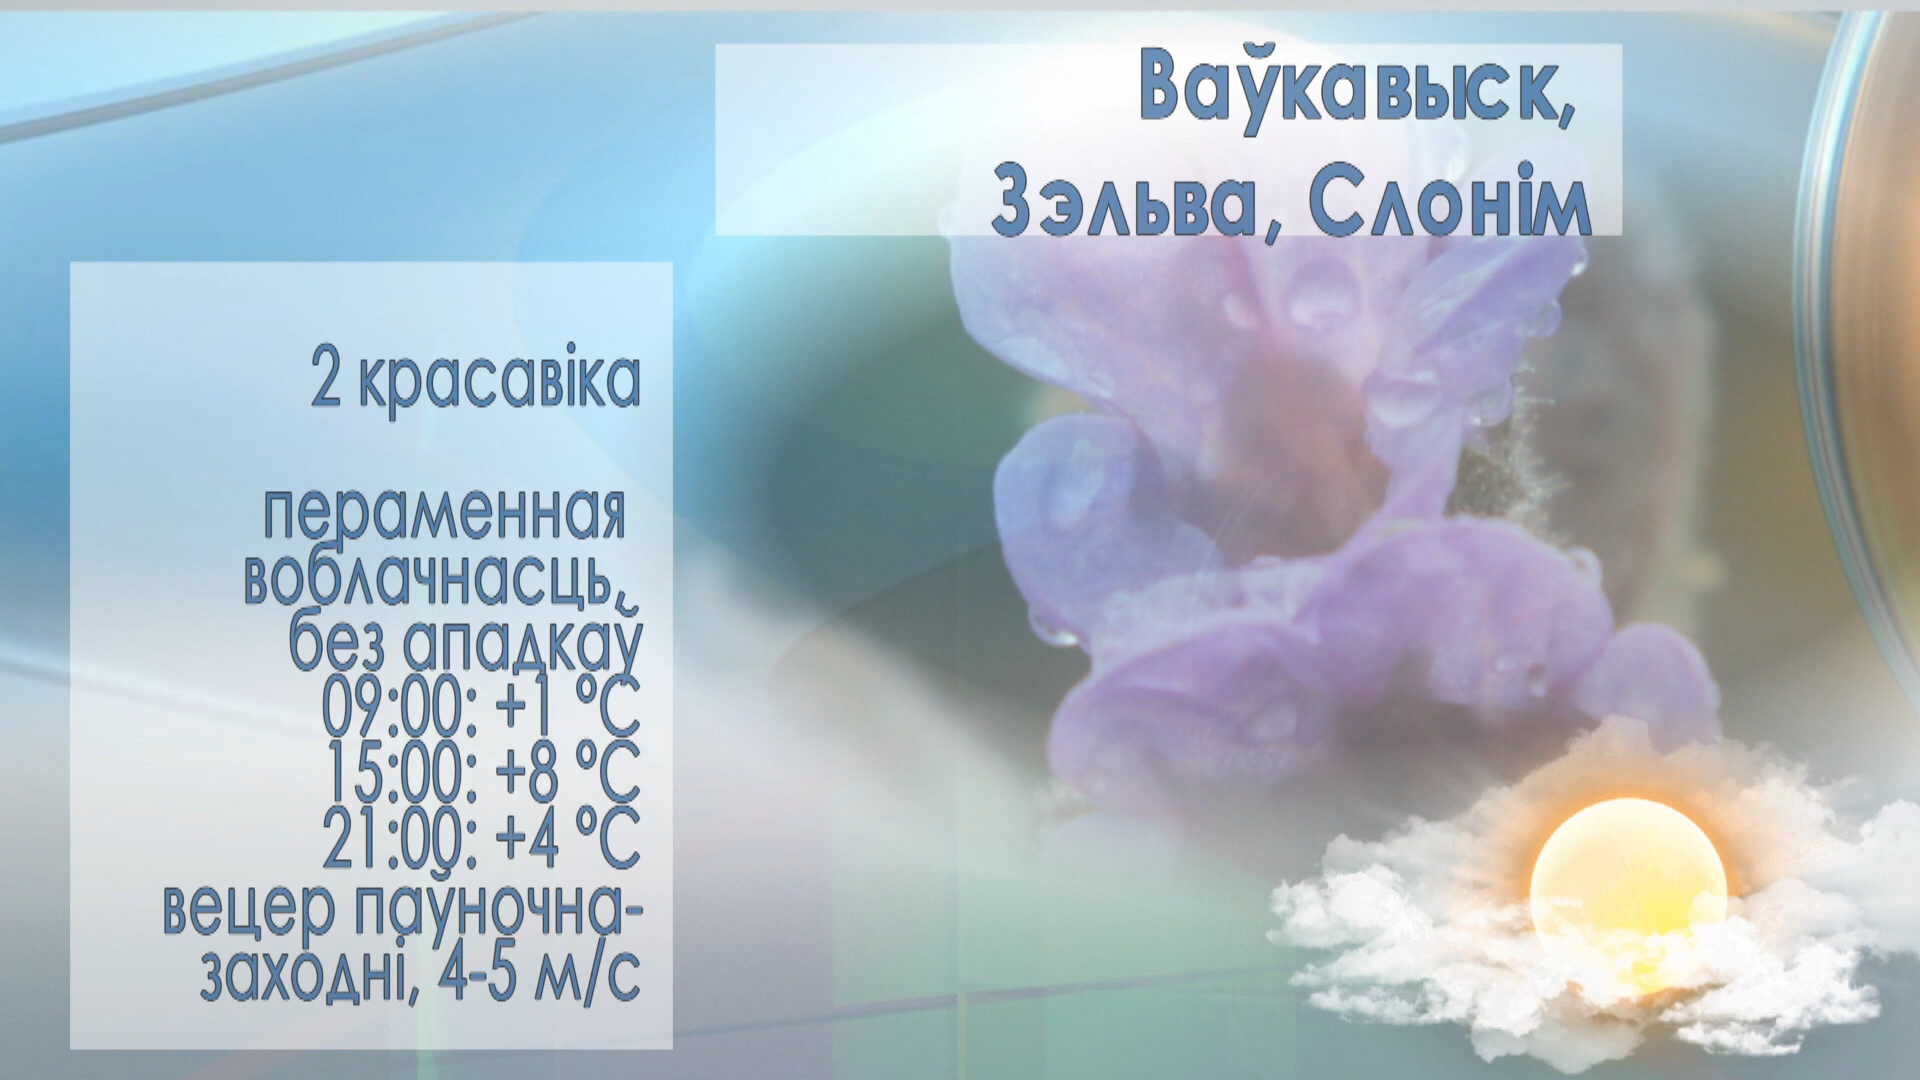 Ваўкавыск,
Зэльва, Слонім
2 красавіка
пераменная
воблачнасць,
без ападкаў
09:00: +1 °C
15:00: +8 °C
21:00: +4 °C
вецер паўночна-
заходні, 4-5 м/с